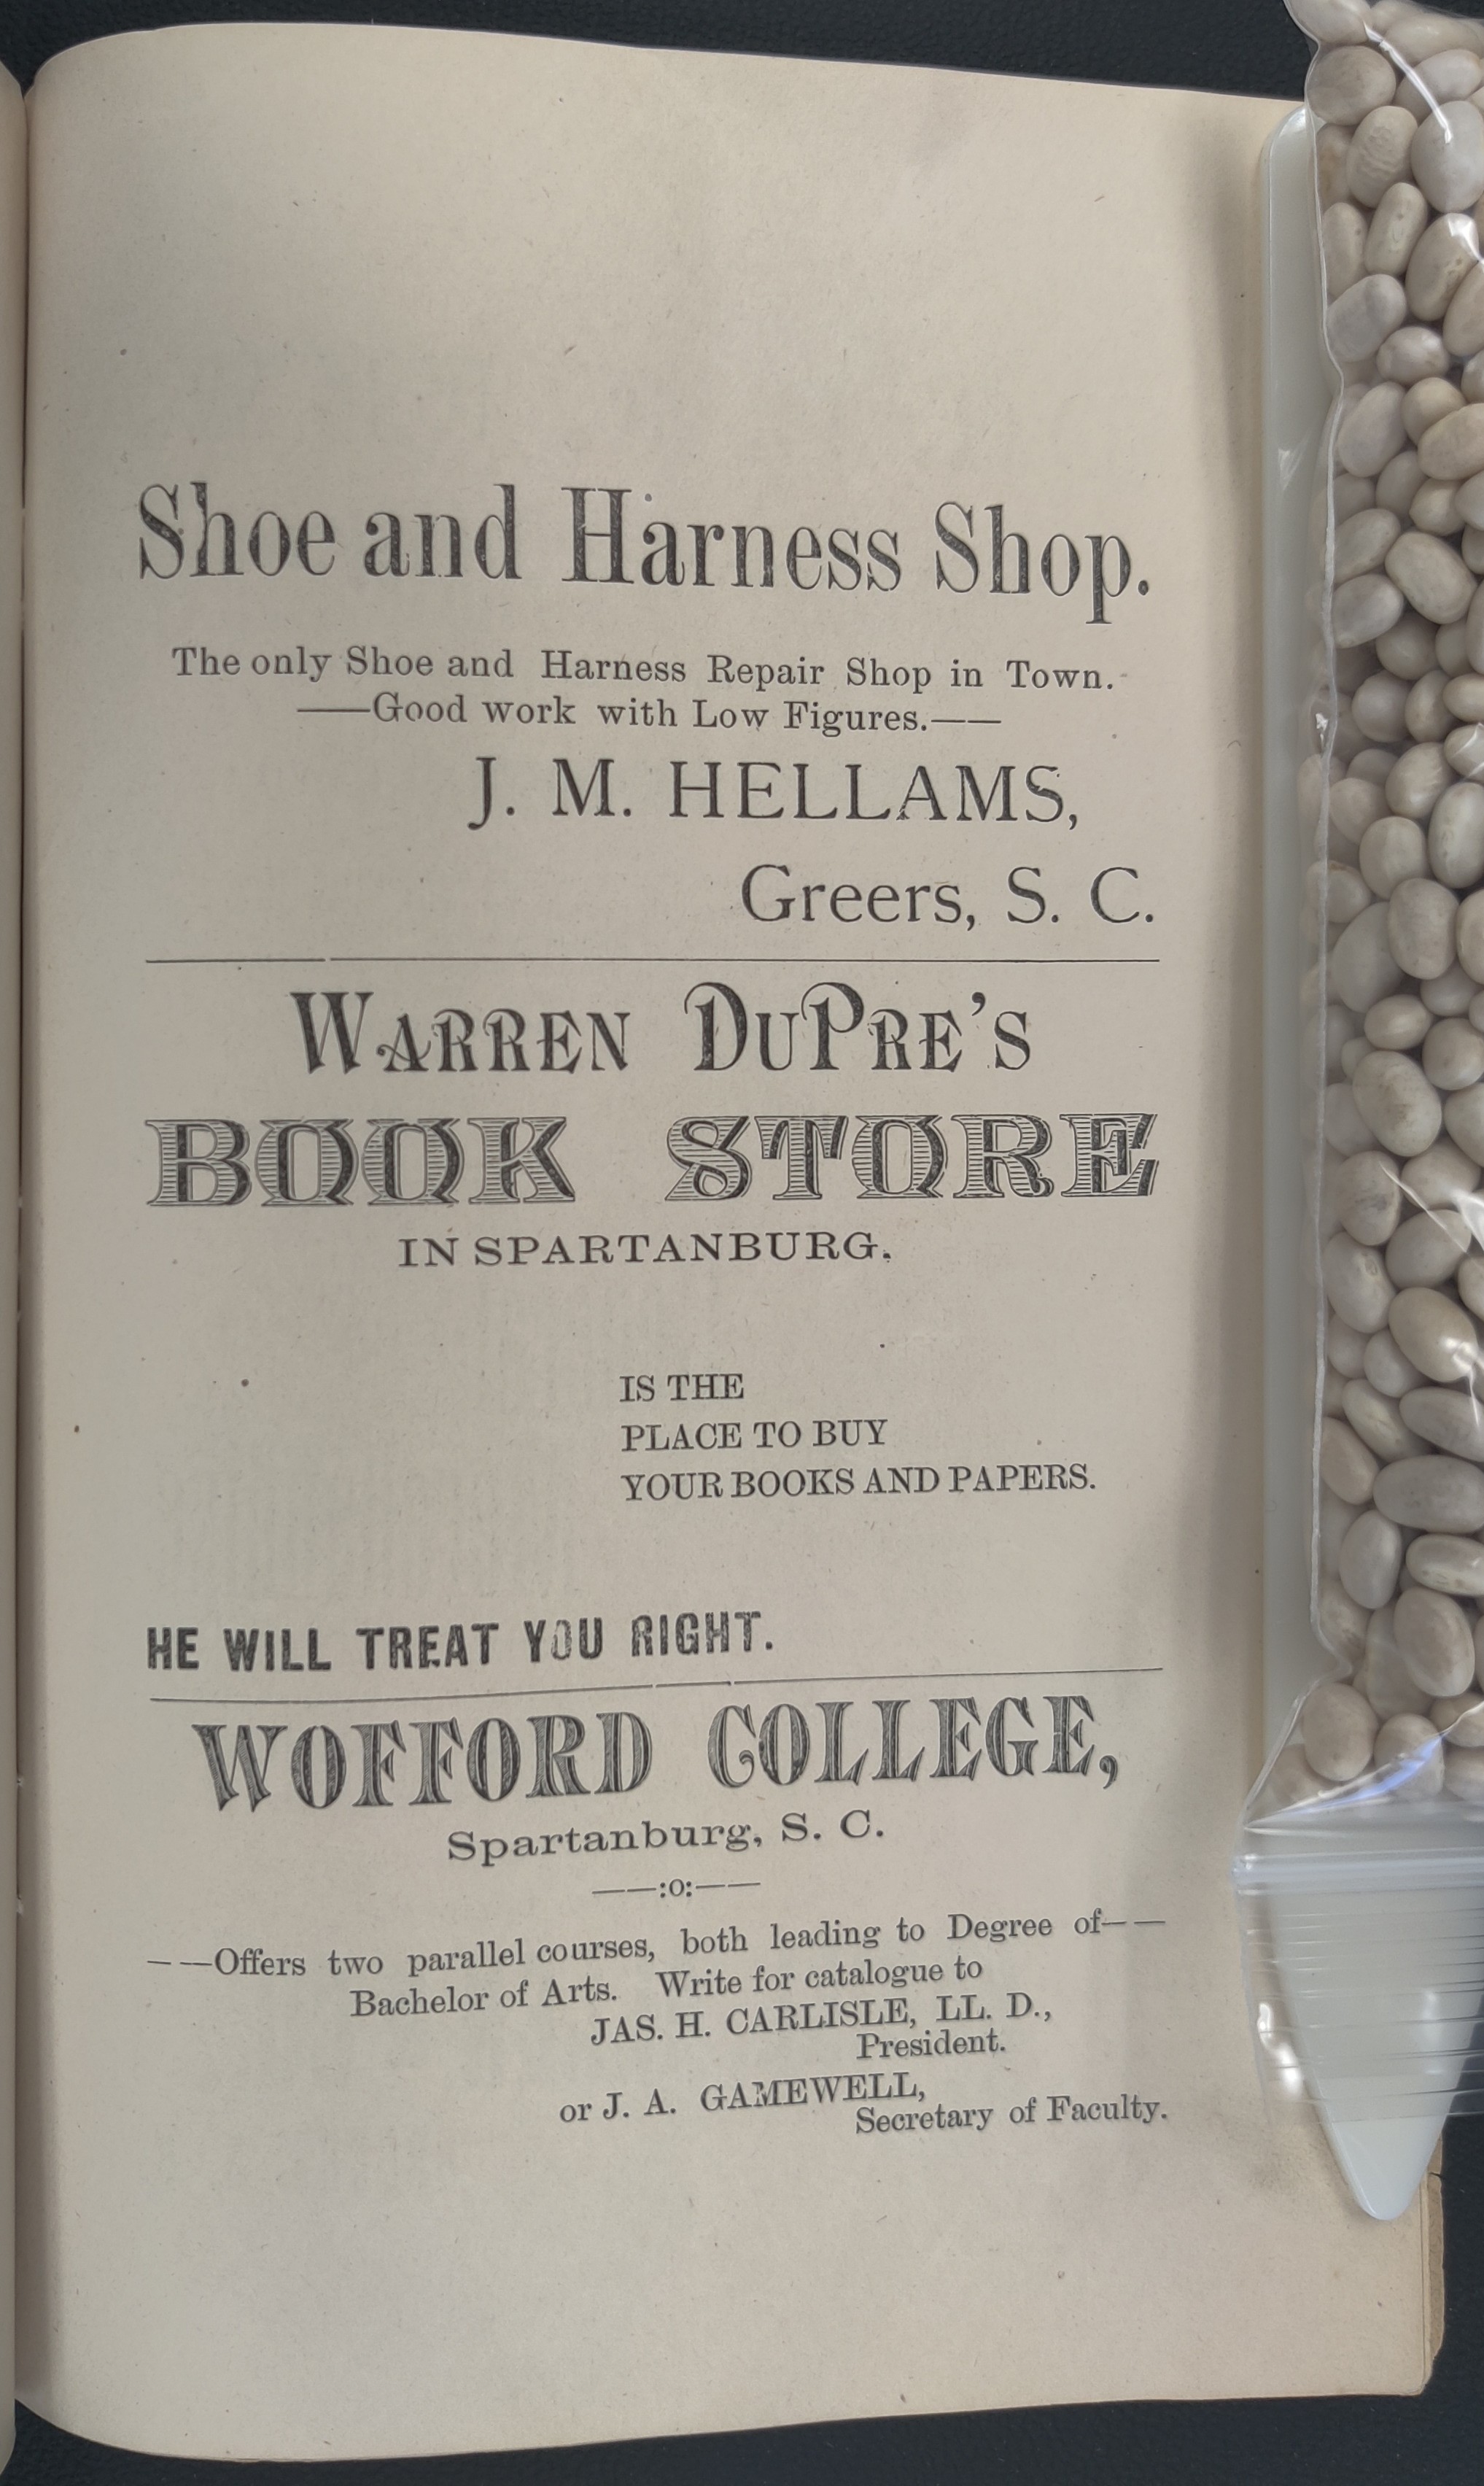 Shoe and Harness Shop.
The only Shoe and Harness Repair Shop in Town.
——Good work with Low Figures.——
J. M. HELLAMS,
Greers, S. C.
WARREN DUPRE'S
BOOK STORE
IN SPARTANBURG.
IS THE
PLACE TO BUY
YOUR BOOKS AND PAPERS.
HE WILL TREAT YOU RIGHT.
WOFFORD COLLEGE,
Spartanburg, S. C.
——:o:——
——Offers two parallel courses, both leading to Degree of——
Bachelor of Arts. Write for catalogue to
JAS. H. CARLISLE, LL. D.,
President.
or J. A. GAMEWELL,
Secretary of Faculty.